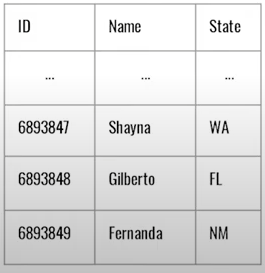 ID Name State
... ... ...
6893847 Shayna WA
6893848 Gilberto FL
6893849 Fernanda NM